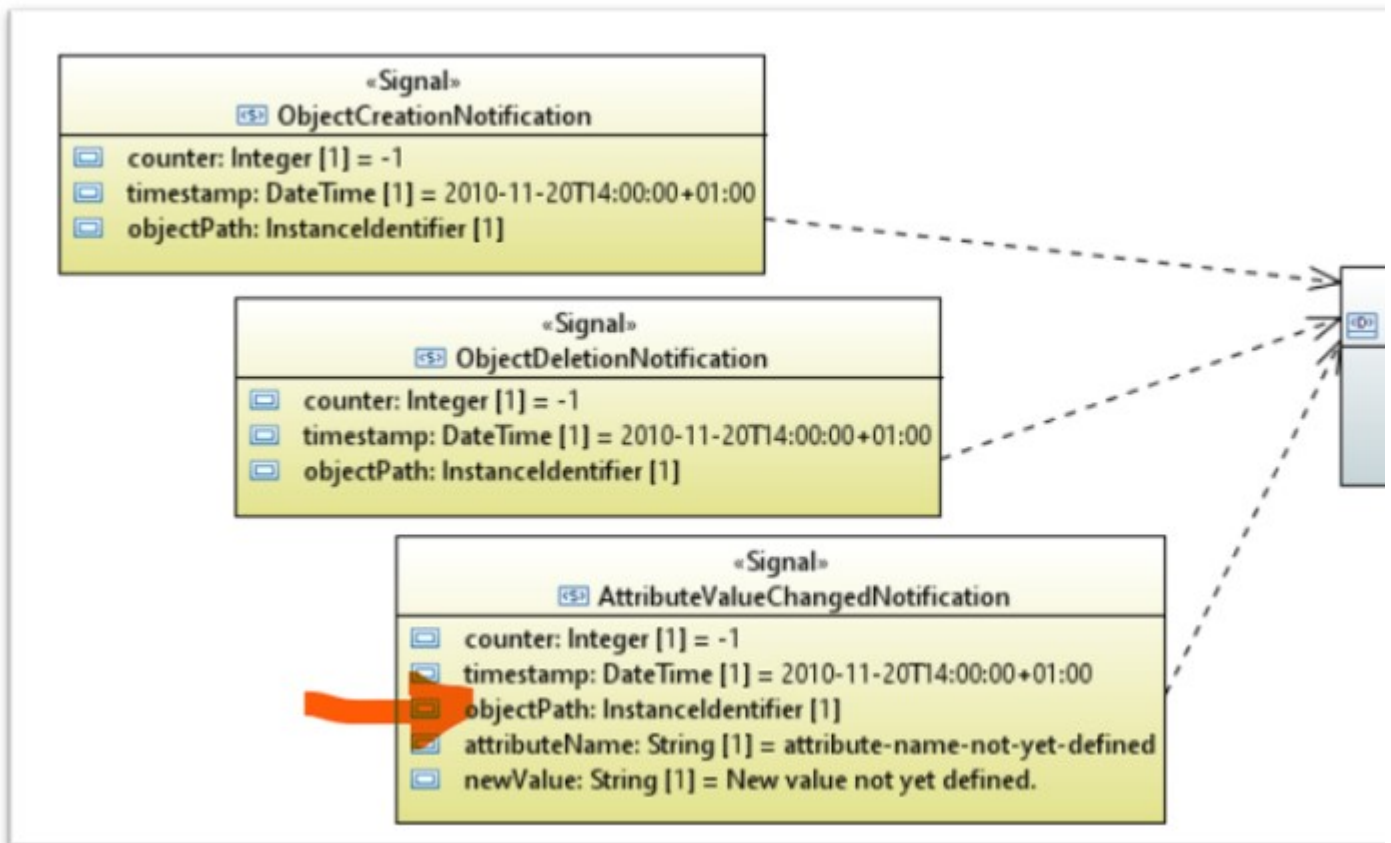 «Signal»
ObjectCreationNotification
counter: Integer [1] = -1
timestamp: DateTime [1] = 2010-11-20T14:00:00+01:00
objectPath: InstanceIdentifier [1]
«Signal»
ObjectDeletionNotification
counter: Integer [1] = -1
timestamp: DateTime [1] = 2010-11-20T14:00:00+01:00
objectPath: InstanceIdentifier [1]
«Signal»
AttributeValueChangedNotification
counter: Integer [1] = -1
timestamp: DateTime [1] = 2010-11-20T14:00:00+01:00
objectPath: InstanceIdentifier [1]
attributeName: String [1] = attribute-name-not-yet-defined
newValue: String [1] = New value not yet defined.